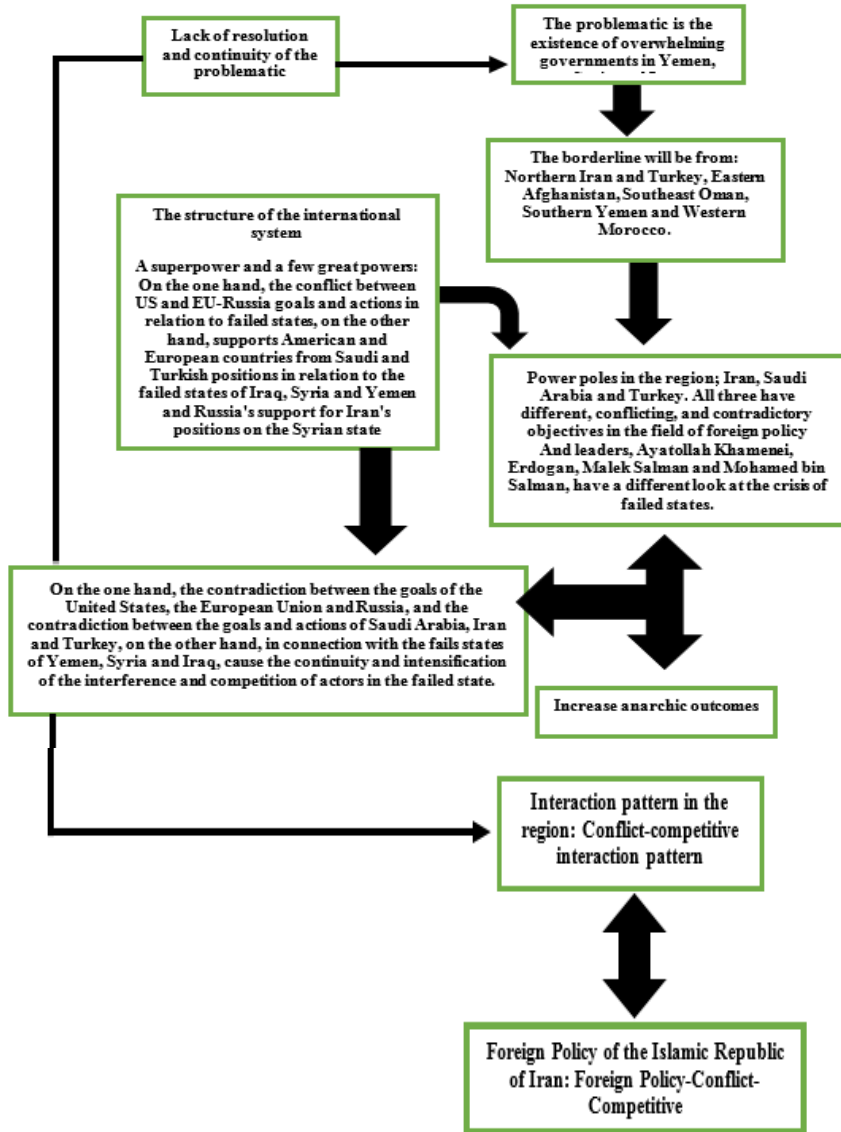 Lack of resolution
and continuity of the
problematic
The problematic is the
existence of overwhelming
governments in Yemen,
The borderline will be from:
Northern Iran and Turkey, Eastern
Afghanistan, Southeast Oman,
Southern Yemen and Western
Morocco.
The structure of the international
system
A superpower and a few great powers:
On the one hand, the conflict between
US and EU-Russia goals and actions in
relation to failed states, on the other
hand, supports American and
European countries from Saudi and
Turkish positions in relation to the
failed states of Iraq, Syria and Yemen
and Russia's support for Iran's
positions on the Syrian state
Power poles in the region; Iran, Saudi
Arabia and Turkey. All three have
different, conflicting, and contradictory
objectives in the field of foreign policy
And leaders, Ayatollah Khamenei,
Erdogan, Malek Salman and Mohamed bin
Salman, have a different look at the crisis of
failed states.
On the one hand, the contradiction between the goals of the
United States, the European Union and Russia, and the
contradiction between the goals and actions of Saudi Arabia, Iran
and Turkey, on the other hand, in connection with the fails states
of Yemen, Syria and Iraq, cause the continuity and intensification
of the interference and competition of actors in the failed state.
Increase anarchic outcomes
Interaction pattern in the
region: Conflict-competitive
interaction pattern
Foreign Policy of the Islamic Republic
of Iran: Foreign Policy-Conflict-
Competitive